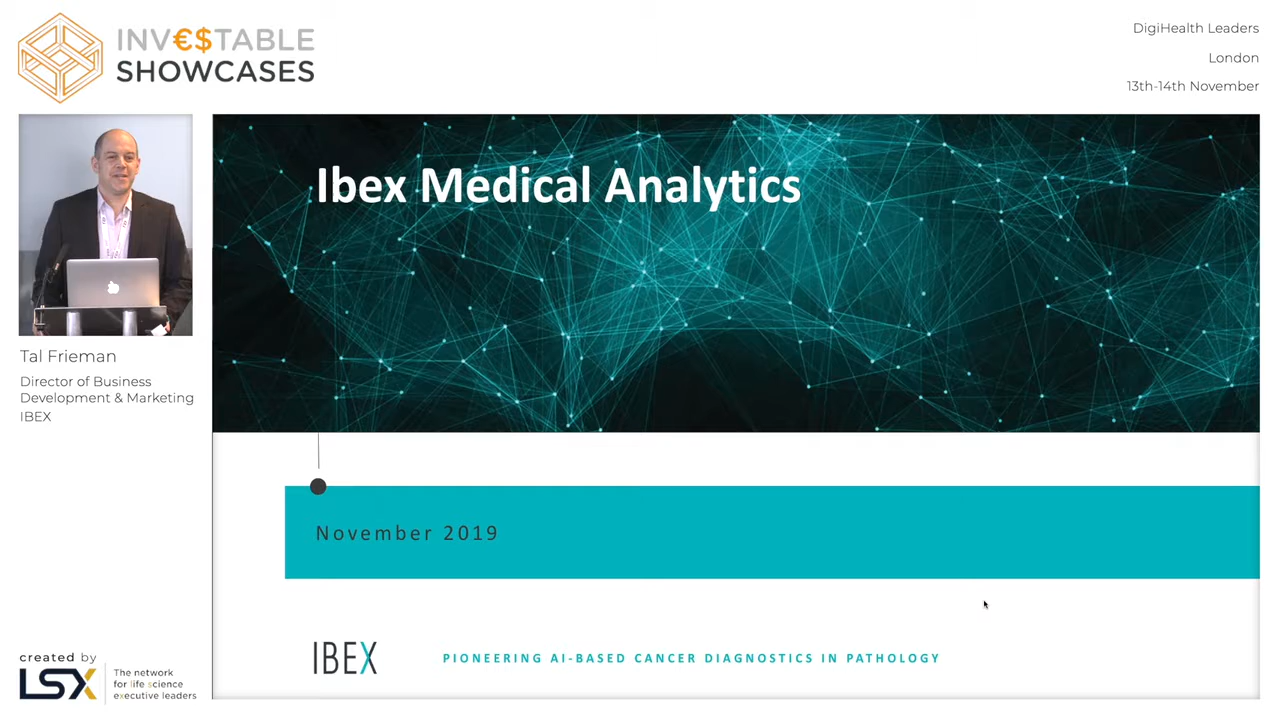 INV€$TABLE
SHOWCASES
DigiHealth Leaders
London
13th-14th November
Ibex Medical Analytics
Tal Frieman
Director of Business
Development & Marketing
IBEX
November 2019
IBEX
PIONEERING AI-BASED CANCER DIAGNOSTICS IN PATHOLOGY
created by
LSX
The network
for life science
executive leaders